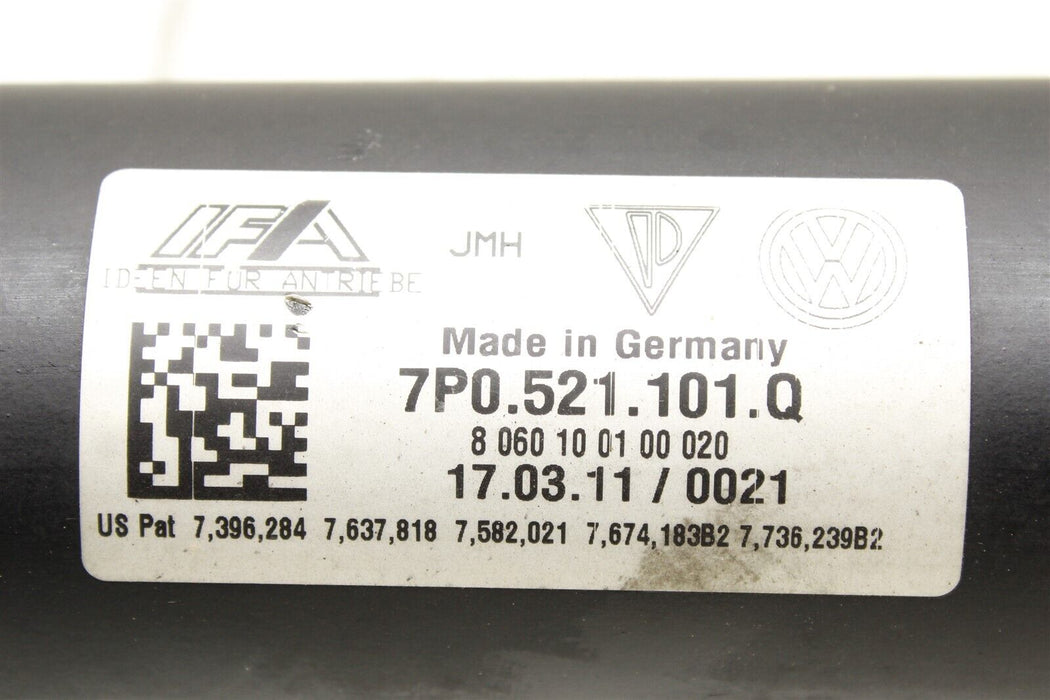 IFA
IDEEN FÜR ANTRIEBE
JMH
VW
Made in Germany
7P0.521.101.Q
8 060 10 01 00 020
17.03.11 / 0021
US Pat 7,396,284 7,637,818 7,582,021 7,674,183B2 7,736,239B2